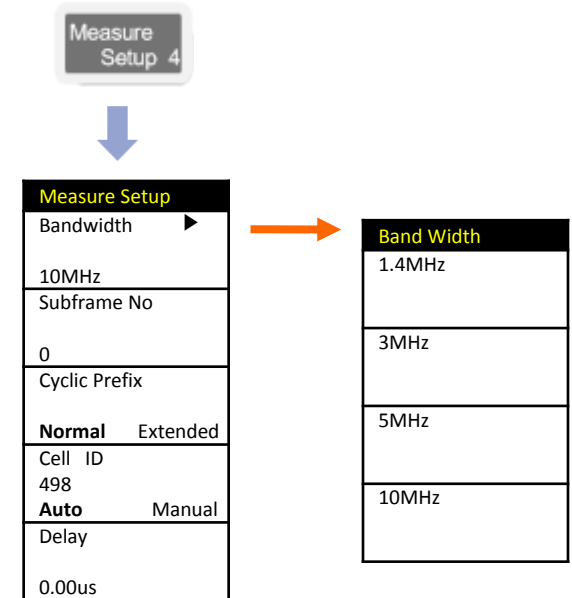 Measure
Setup 4
Measure Setup
Bandwidth ▶
10MHz
Subframe No
0
Cyclic Prefix
Normal Extended
Cell ID
498
Auto Manual
Delay
0.00us
Band Width
1.4MHz
3MHz
5MHz
10MHz